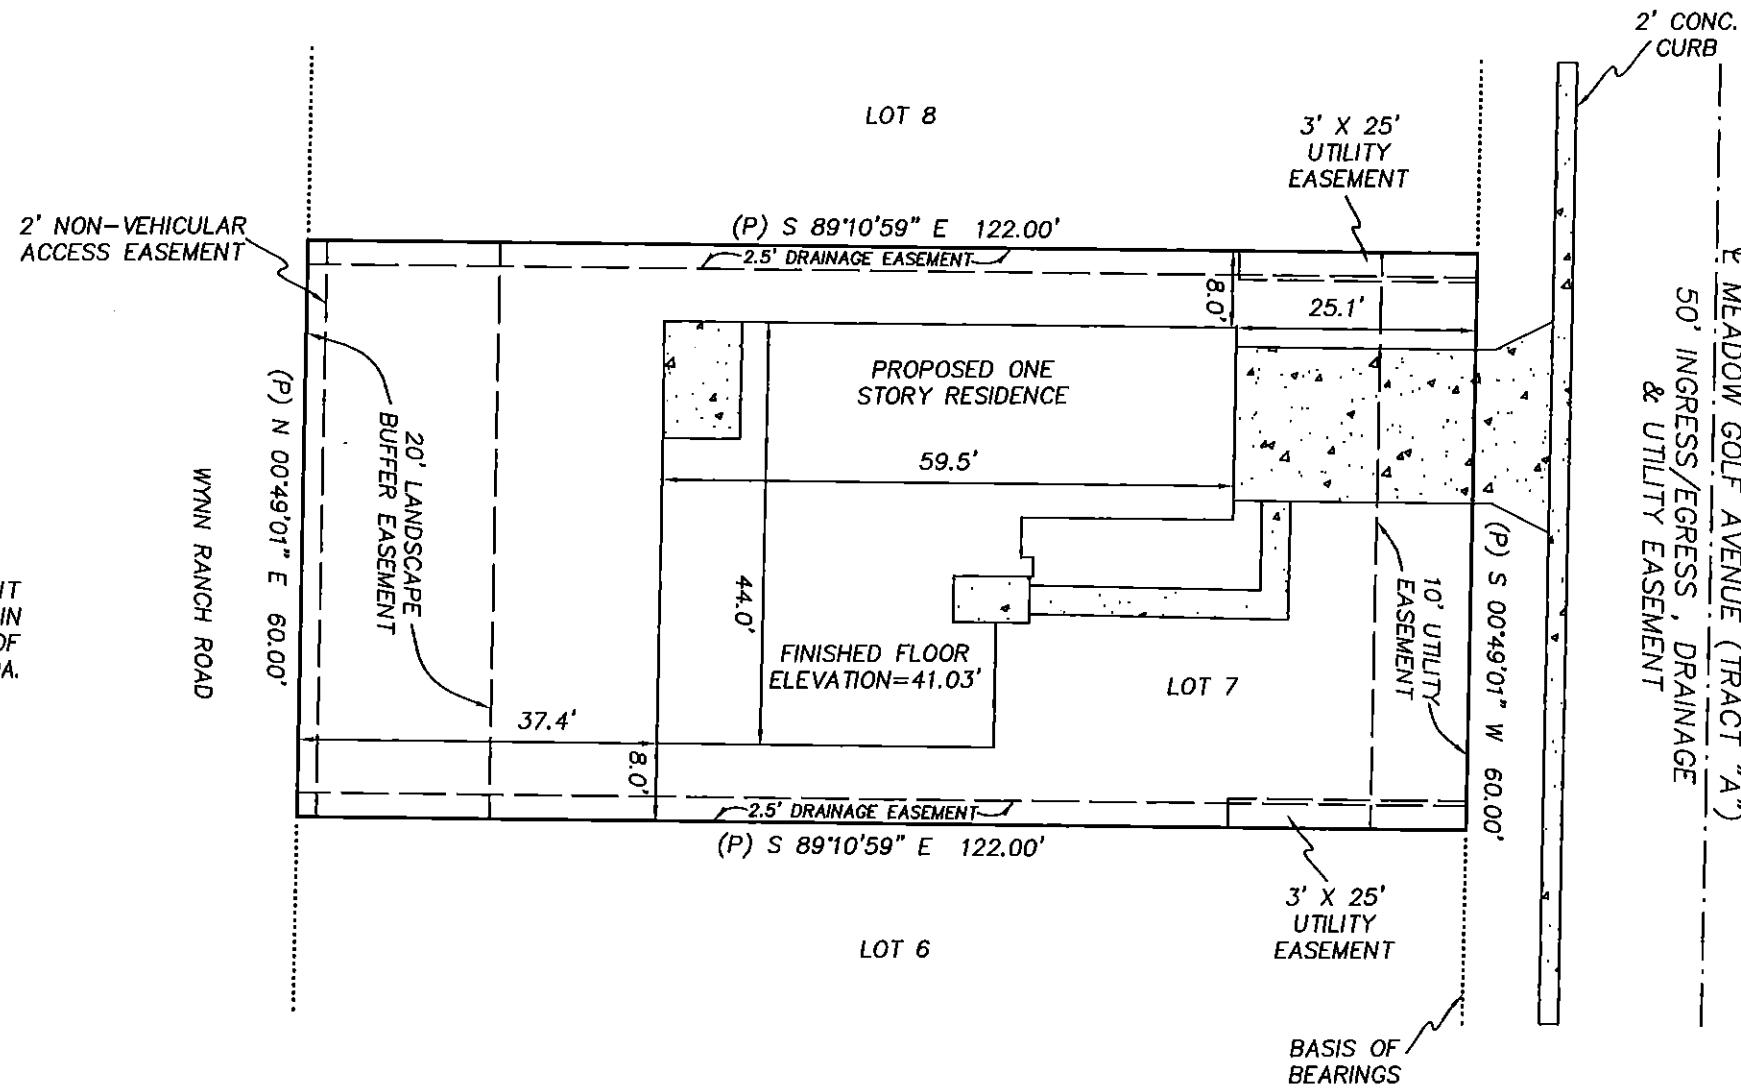 2' CONC.
CURB
LOT 8
3' X 25'
UTILITY
EASEMENT
2' NON-VEHICULAR
ACCESS EASEMENT
(P) S 89°10'59" E 122.00'
2.5' DRAINAGE EASEMENT
8.0'
25.1'
PROPOSED ONE
STORY RESIDENCE
59.5'
20' LANDSCAPE
BUFFER EASEMENT
(P) N 00°49'01" E 60.00'
WYNN RANCH ROAD
IT
IN
OF
A.
44.0'
FINISHED FLOOR
ELEVATION=41.03'
LOT 7
10' UTILITY
EASEMENT
(P) S 00°49'01" W 60.00'
℄ MEADOW GOLF AVENUE (TRACT "A")
50' INGRESS/EGRESS, DRAINAGE
& UTILITY EASEMENT
37.4'
8.0'
2.5' DRAINAGE EASEMENT
(P) S 89°10'59" E 122.00'
3' X 25'
UTILITY
EASEMENT
LOT 6
BASIS OF
BEARINGS